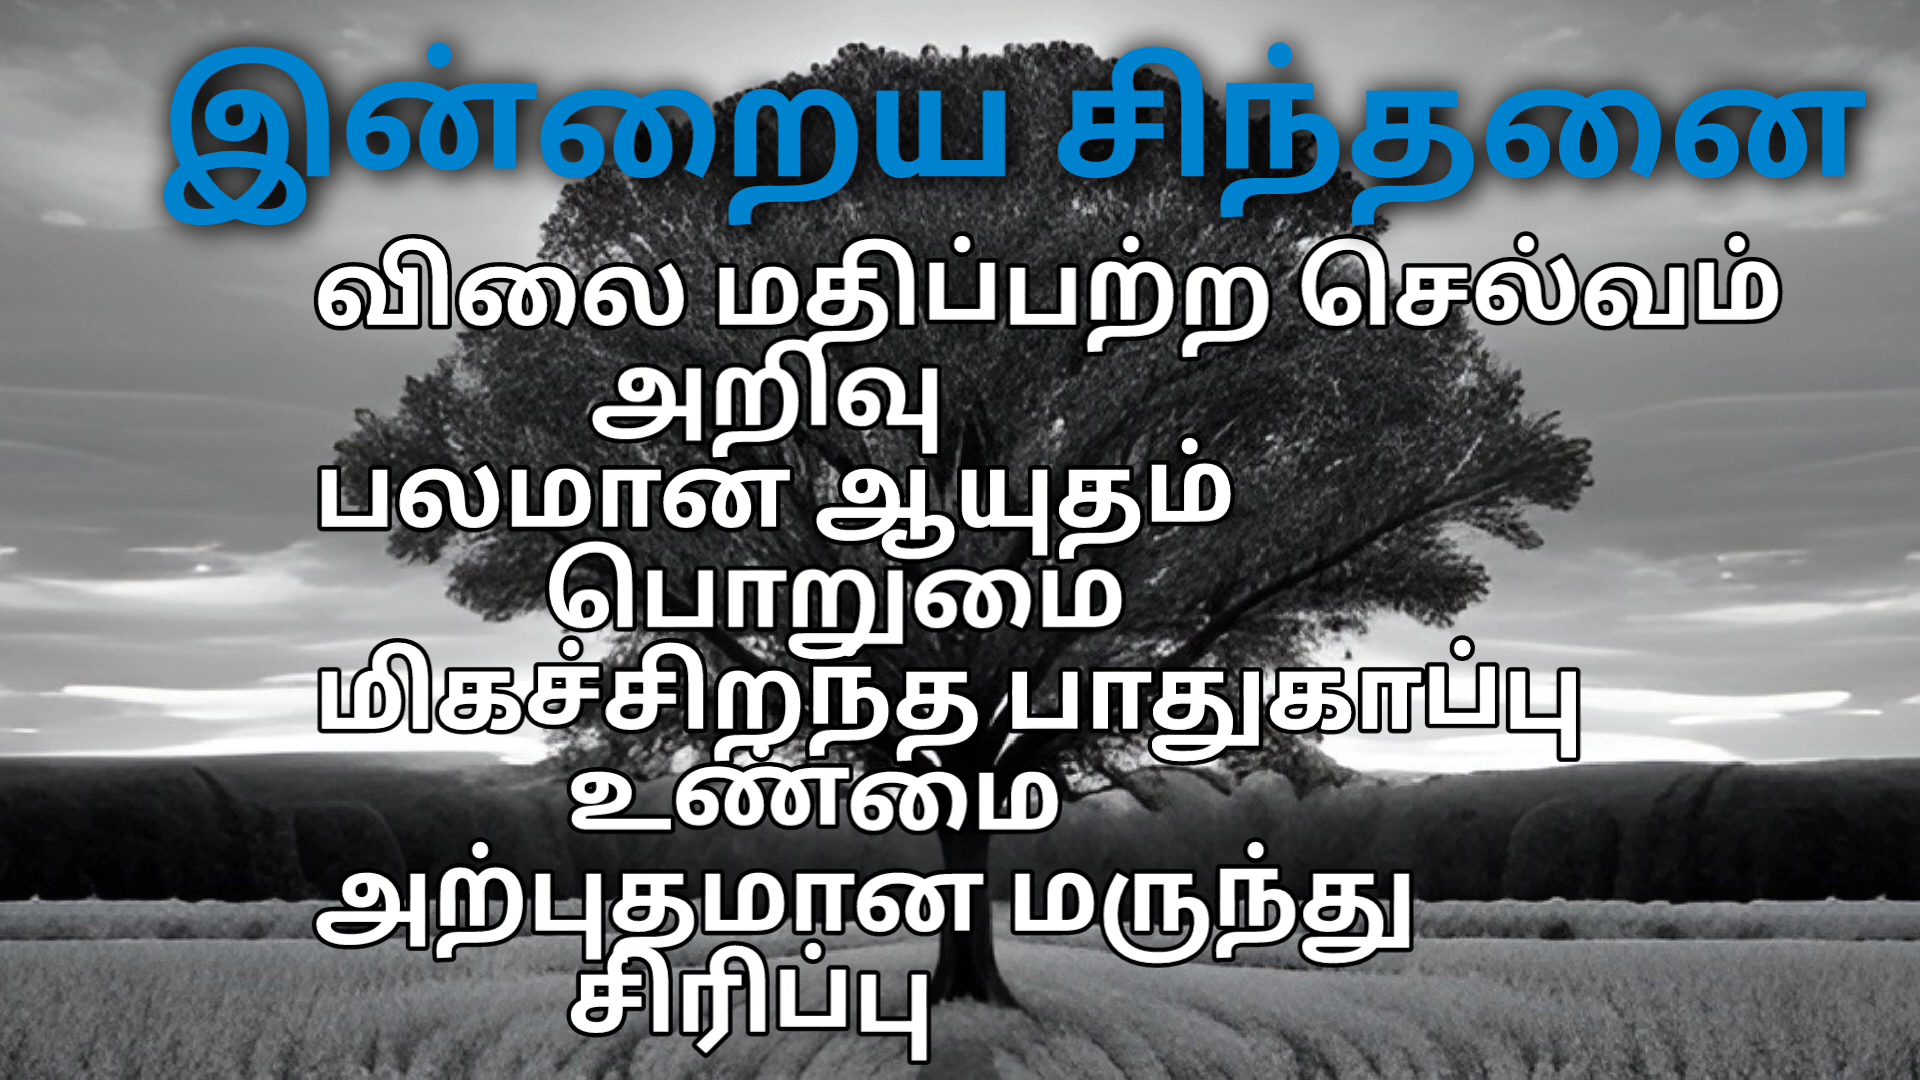 இன்றைய சிந்தனை
விலை மதிப்பற்ற செல்வம்
அறிவு
பலமான ஆயுதம்
பொறுமை
மிகச்சிறந்த பாதுகாப்பு
உண்மை
அற்புதமான மருந்து
சிரிப்பு